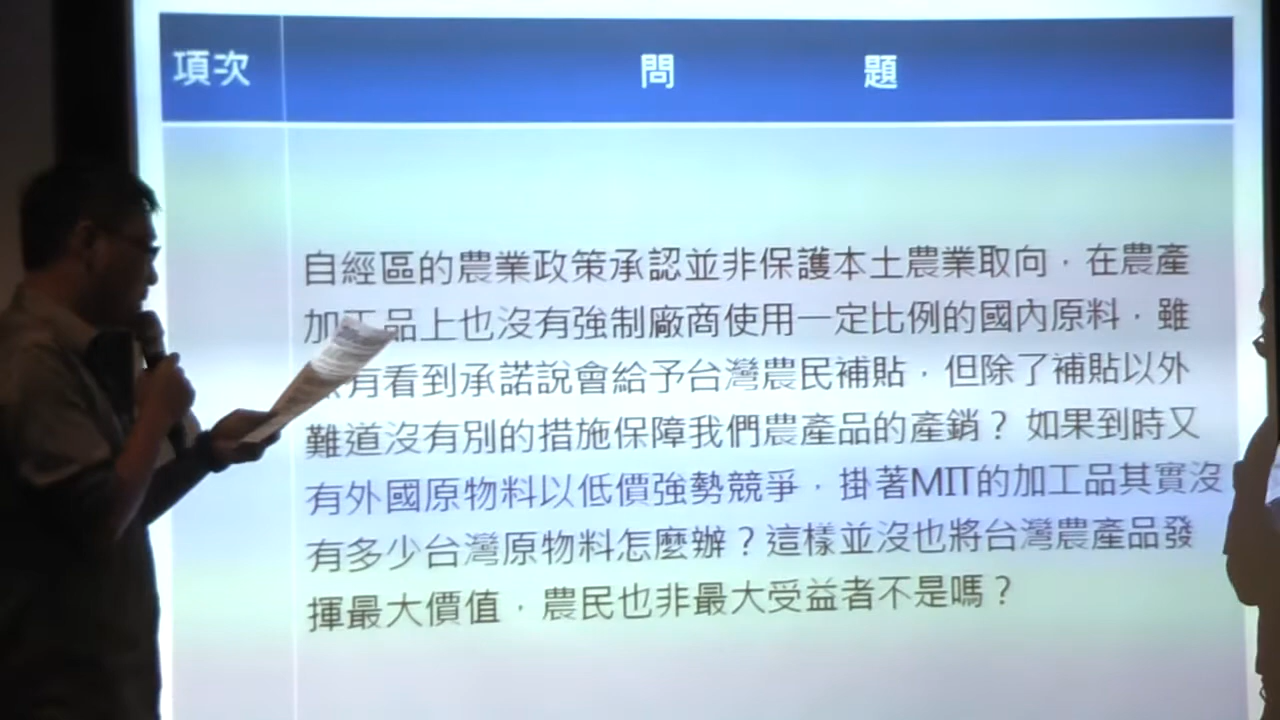 項次 問 題
自經區的農業政策承認並非保護本土農業取向，在農產
加工品上也沒有強制廠商使用一定比例的國內原料，雖
有看到承諾說會給予台灣農民補貼，但除了補貼以外
難道沒有別的措施保障我們農產品的產銷？如果到時又
有外國原物料以低價強勢競爭，掛著MIT的加工品其實沒
有多少台灣原物料怎麼辦？這樣並沒也將台灣農產品發
揮最大價值，農民也非最大受益者不是嗎？